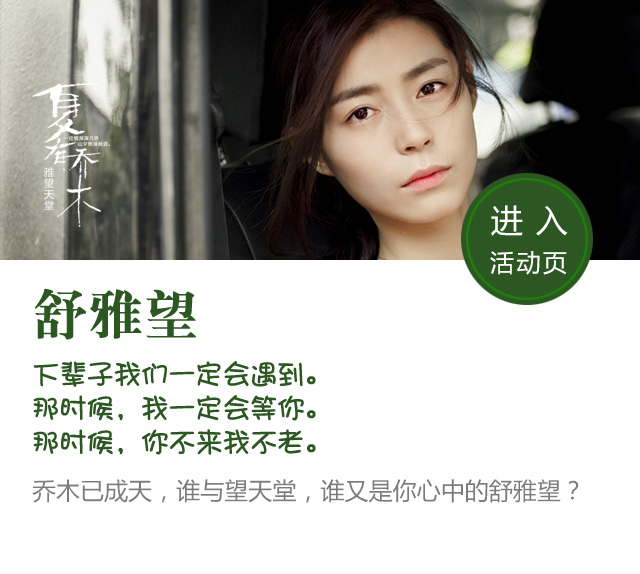 夏有乔木
雅望天堂
进入
活动页
舒雅望
下辈子我们一定会遇到。
那时候，我一定会等你。
那时候，你不来我不老。
乔木已成天，谁与望天堂，谁又是你心中的舒雅望？